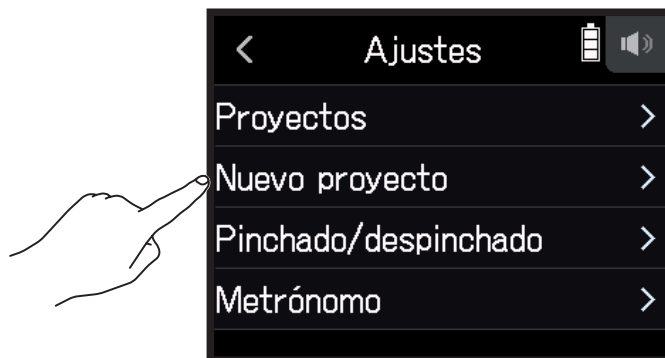 Ajustes
Proyectos
Nuevo proyecto
Pinchado/despinchado
Metrónomo